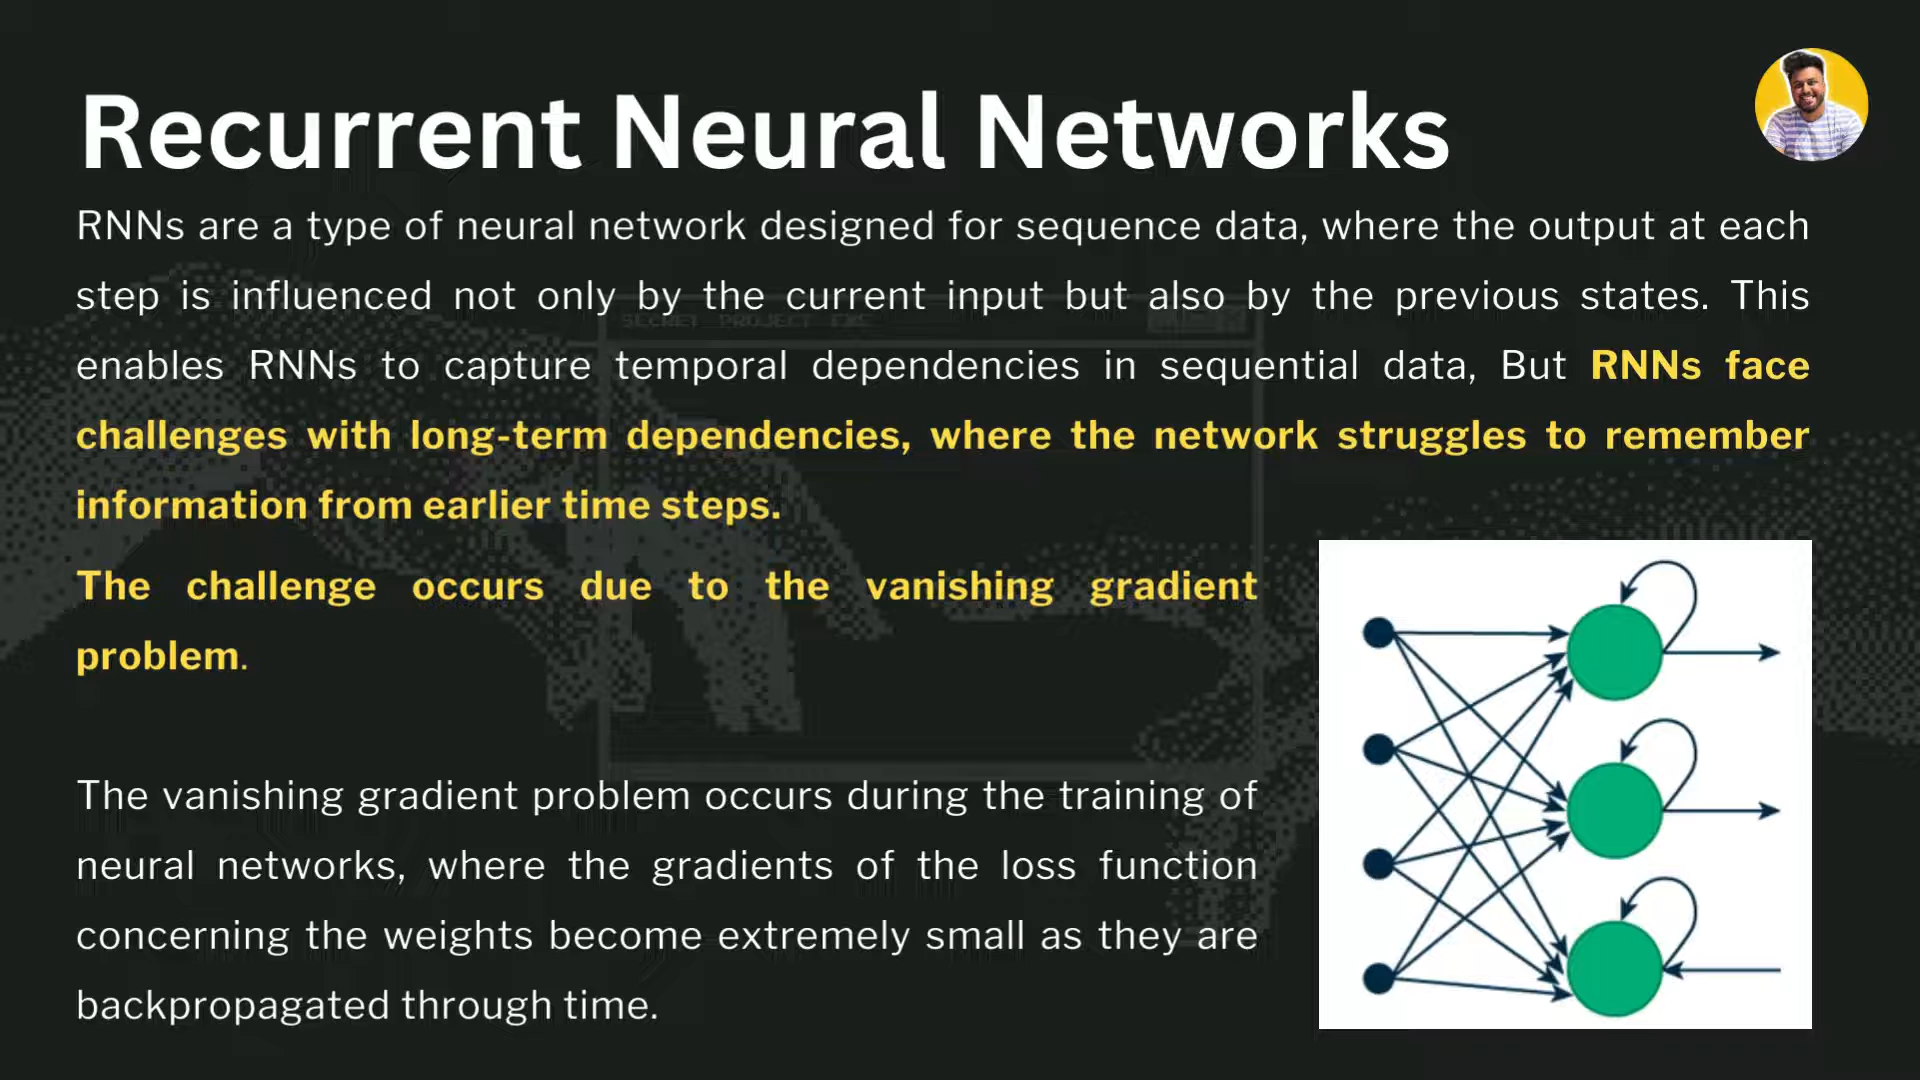 Recurrent Neural Networks
RNNs are a type of neural network designed for sequence data, where the output at each
step is influenced not only by the current input but also by the previous states. This
enables RNNs to capture temporal dependencies in sequential data, But RNNs face
challenges with long-term dependencies, where the network struggles to remember
information from earlier time steps.
The challenge occurs due to the vanishing gradient
problem.
The vanishing gradient problem occurs during the training of
neural networks, where the gradients of the loss function
concerning the weights become extremely small as they are
backpropagated through time.